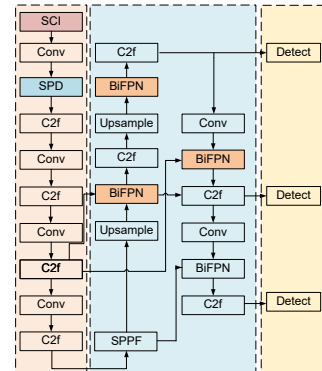 SCI
Conv
SPD
C2f
Conv
C2f
Conv
C2f
Conv
C2f
C2f
BiFPN
Upsample
C2f
BiFPN
Upsample
SPPF
Conv
BiFPN
C2f
Conv
BiFPN
C2f
Detect
Detect
Detect